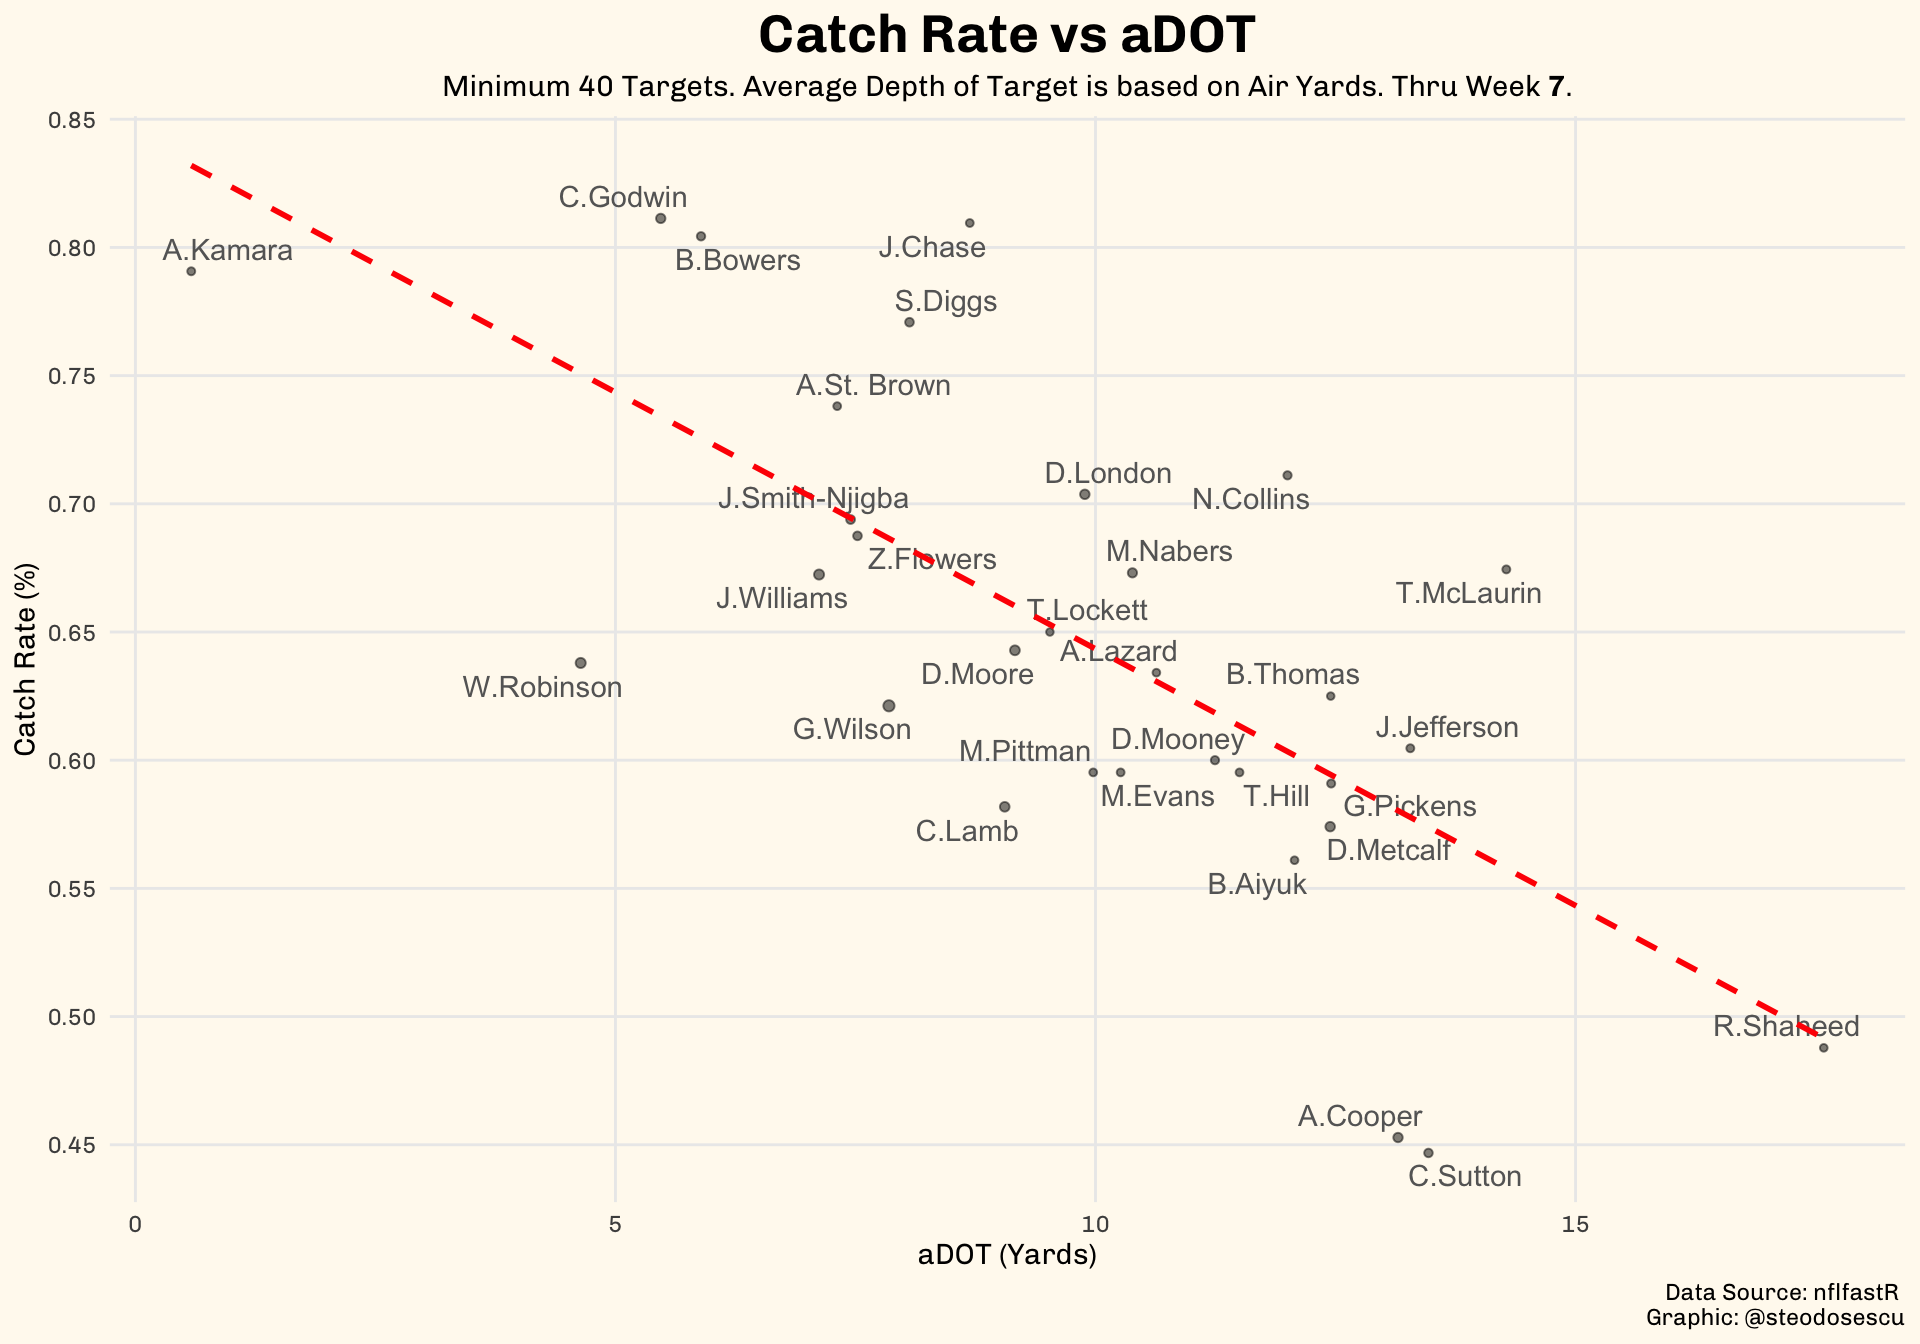 Catch Rate vs aDOT
Minimum 40 Targets. Average Depth of Target is based on Air Yards. Thru Week 7.
0.85
C.Godwin
0.80
A.Kamara
J.Chase
B.Bowers
S.Diggs
0.75
A.St. Brown
D.London
J.Smith-Njigba
N.Collins
0.70
M.Nabers
Z.Flowers
T.McLaurin
J.Williams
T.Lockett
0.65
A.Lazard
D.Moore
B.Thomas
W.Robinson
J.Jefferson
G.Wilson
D.Mooney
M.Pittman
0.60
M.Evans
T.Hill
G.Pickens
C.Lamb
D.Metcalf
B.Aiyuk
0.55
0.50
R.Shaheed
A.Cooper
0.45
C.Sutton
Catch Rate (%)
0
5
10
15
aDOT (Yards)
Data Source: nflfastR
Graphic: @steodosescu